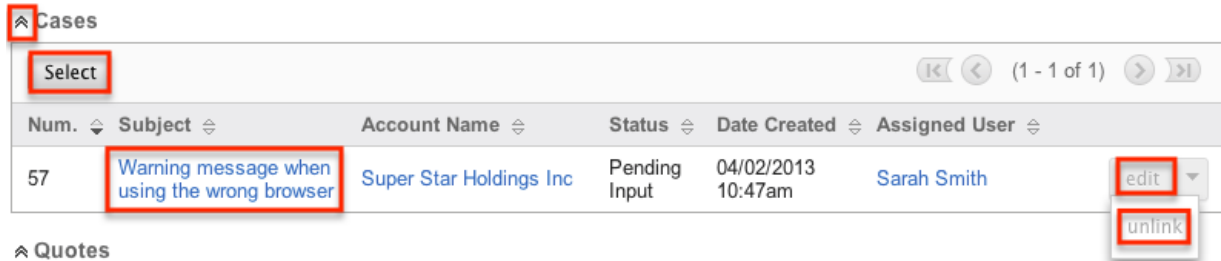 Cases
Select
(1 - 1 of 1)
Num. Subject Account Name Status Date Created Assigned User
57 Warning message when using the wrong browser Super Star Holdings Inc Pending Input 04/02/2013 10:47am Sarah Smith edit
unlink
Quotes